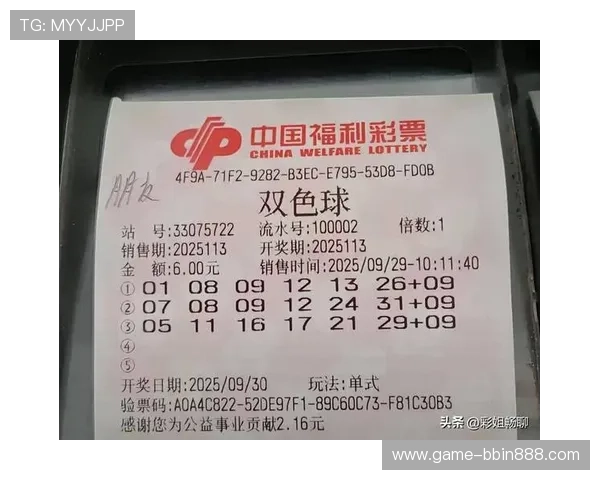 TG: MYYJJPP
中国福利彩票
CHINA WELFARE LOTTERY
4F9A-71F2-9282-B3EC-E795-53D8-FD0B
朋友
双色球
站 号:33075722 流水号:100002 倍数:1
销售期:2025113 开奖期:2025113
金 额:6.00元 销售时间:2025/09/29-10:11:40
① 01 08 09 12 13 26+09
② 07 08 09 12 24 31+09
③ 05 11 16 17 21 29+09
④
⑤
开奖日期:2025/09/30 玩法:单式
验票码:A0A4C822-52DE97F1-89C60C73-F81C30B3
感谢您为公益事业贡献2.16元
头条 @彩姐畅聊
www.game-bbin888.com